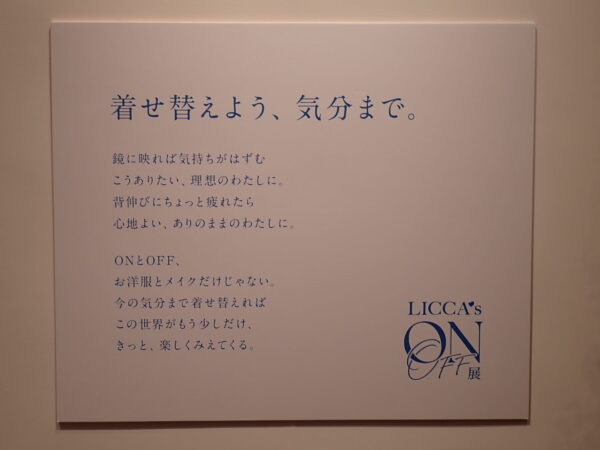 着せ替えよう、気分まで。
鏡に映れば気持ちがはずむ
こうありたい、理想のわたしに。
背伸びにちょっと疲れたら
心地よい、ありのままのわたしに。
ONとOFF、
お洋服とメイクだけじゃない。
今の気分まで着せ替えれば
この世界がもう少しだけ、
きっと、楽しくみえてくる。
LICCA's
ON
OFF展